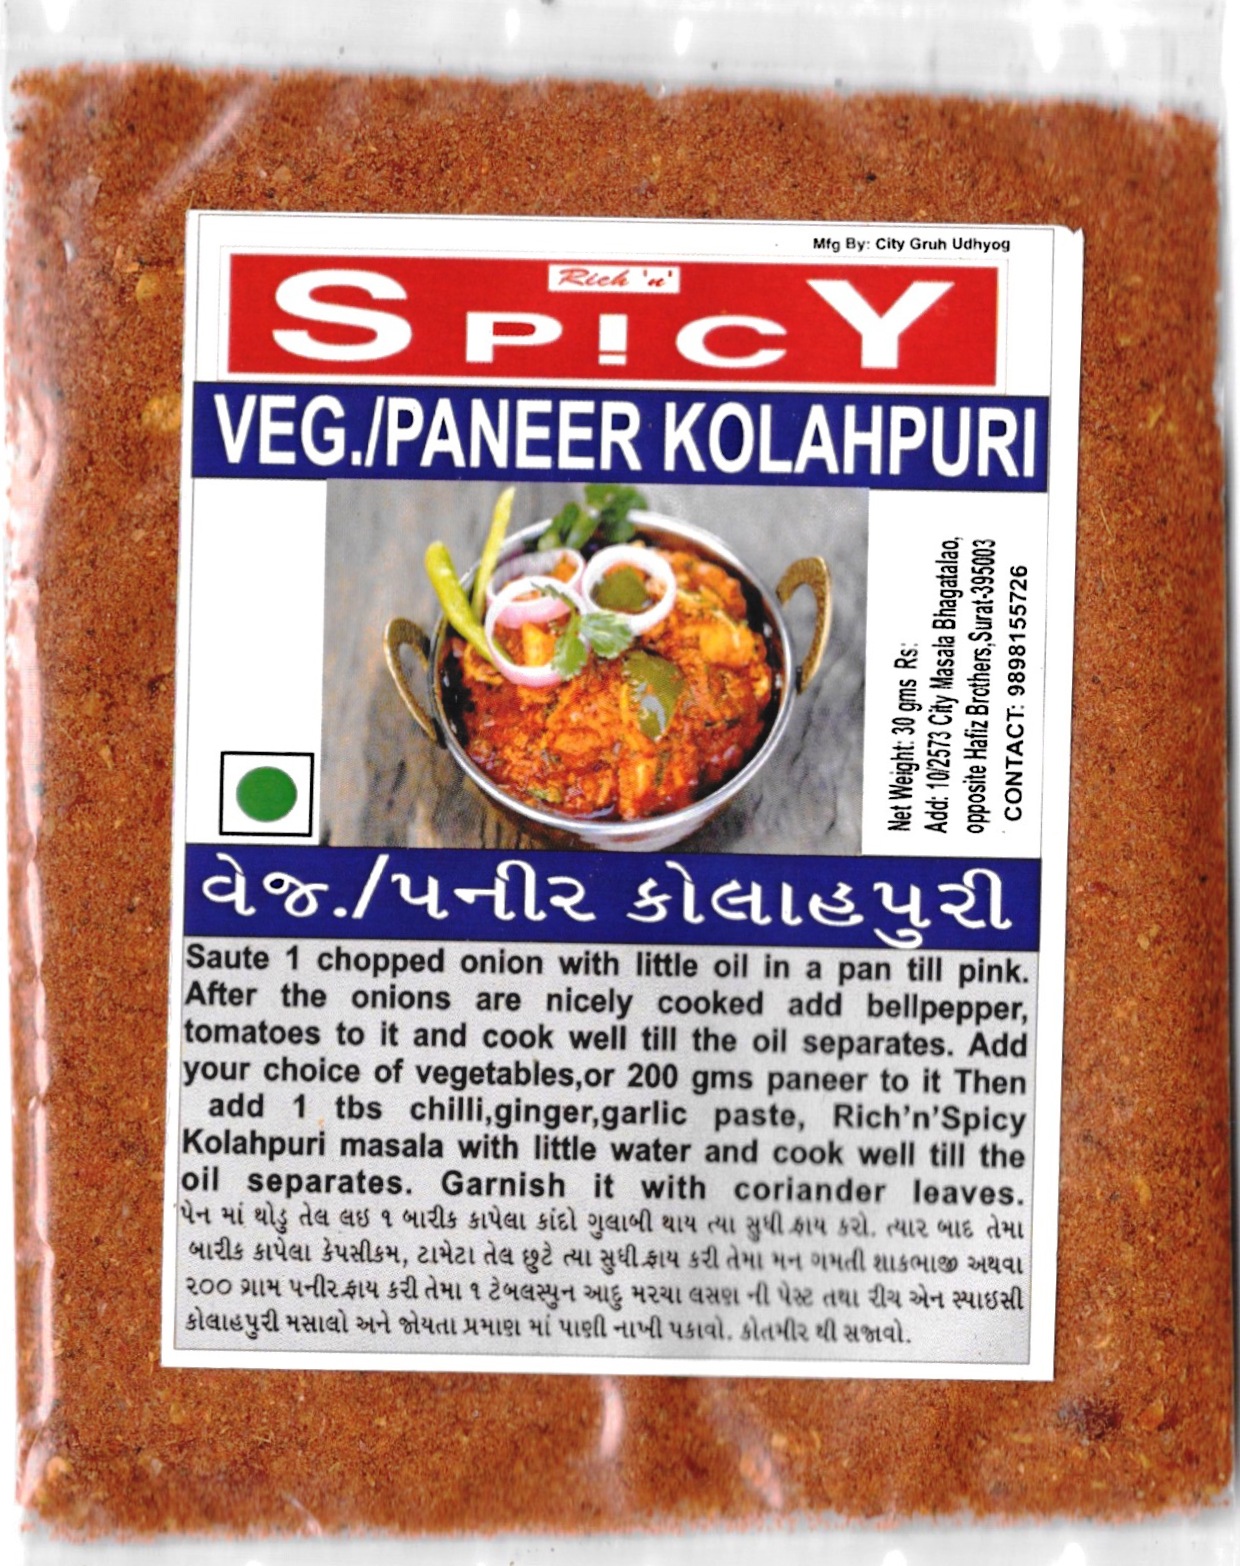 Mfg By: City Gruh Udhyog
Rich 'n'
SP!CY
VEG./PANEER KOLAHPURI
Net Weight: 30 gms Rs:
Add: 10/2573 City Masala Bhagatalao,
opposite Hafiz Brothers,Surat-395003
CONTACT: 9898155726
વેજ./પનીર કોલાહપુરી
Saute 1 chopped onion with little oil in a pan till pink.
After the onions are nicely cooked add bellpepper,
tomatoes to it and cook well till the oil separates. Add
your choice of vegetables,or 200 gms paneer to it Then
add 1 tbs chilli,ginger,garlic paste, Rich'n'Spicy
Kolahpuri masala with little water and cook well till the
oil separates. Garnish it with coriander leaves.
પેન માં થોડુ તેલ લઇ ૧ બારીક કાપેલા કાંદો ગુલાબી થાય ત્યા સુધી ફ્રાય કરો. ત્યાર બાદ તેમા
બારીક કાપેલા કેપસીકમ, ટામેટા તેલ છુટે ત્યા સુધી ફ્રાય કરી તેમા મન ગમતી શાકભાજી અથવા
૨૦૦ ગ્રામ પનીર ફ્રાય કરી તેમા ૧ ટેબલસ્પુન આદુ મરચા લસણ ની પેસ્ટ તથા રીચ એન સ્પાઇસી
કોલાહપુરી મસાલો અને જોયતા પ્રમાણ માં પાણી નાખી પકાવો. કોતમીર થી સજાવો.